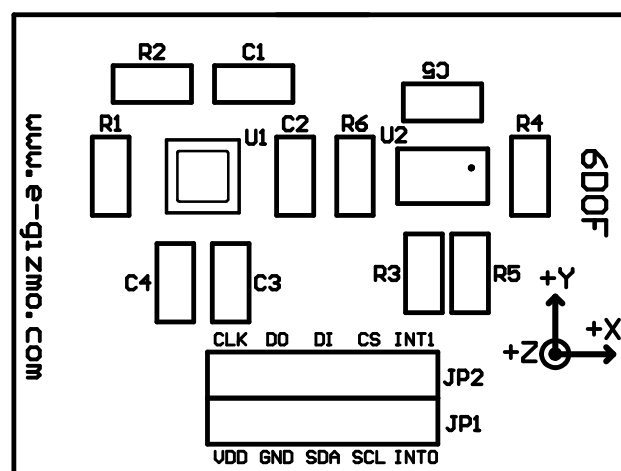 R2
C1
C5
R1
U1
C2
R6
U2
R4
www.e-gizmo.com
6DOF
C4
C3
R3
R5
+Y
+X
+Z
CLK DO DI CS INT1
JP2
JP1
VDD GND SDA SCL INT0